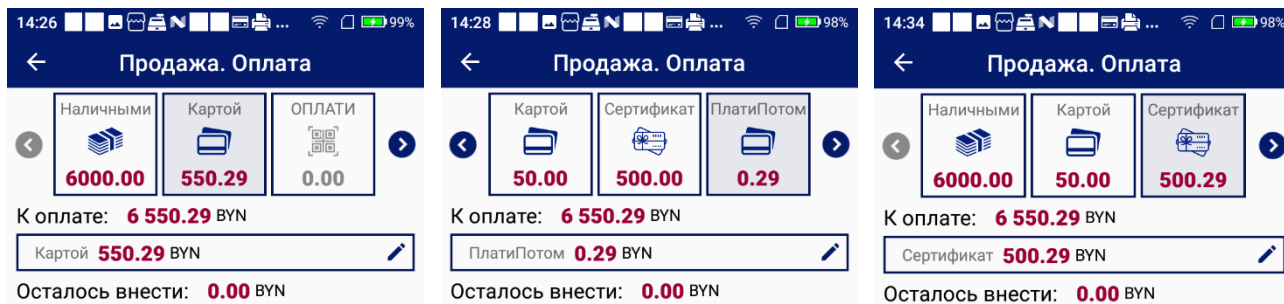 14:26 ... 99%
Продажа. Оплата
Наличными Картой ОПЛАТИ
6000.00 550.29 0.00
К оплате: 6 550.29 BYN
Картой 550.29 BYN
Осталось внести: 0.00 BYN
14:28 ... 98%
Продажа. Оплата
Картой Сертификат ПлатиПотом
50.00 500.00 0.29
К оплате: 6 550.29 BYN
ПлатиПотом 0.29 BYN
Осталось внести: 0.00 BYN
14:34 ... 98%
Продажа. Оплата
Наличными Картой Сертификат
6000.00 50.00 500.29
К оплате: 6 550.29 BYN
Сертификат 500.29 BYN
Осталось внести: 0.00 BYN